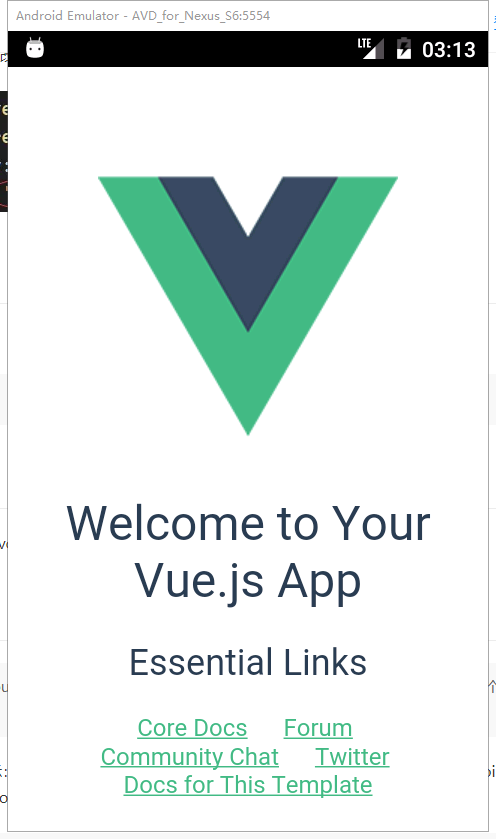 Android Emulator - AVD_for_Nexus_S6:5554
LTE 03:13
Welcome to Your
Vue.js App
Essential Links
Core Docs Forum
Community Chat Twitter
Docs for This Template